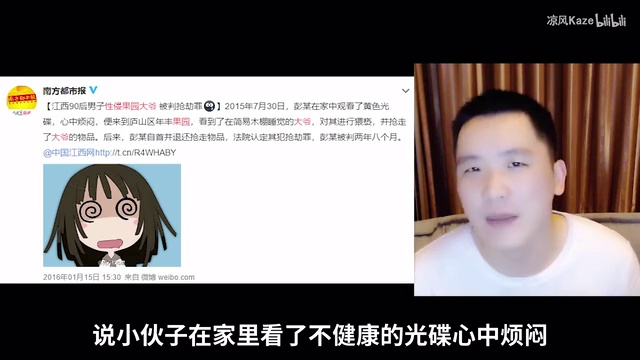 凉风Kaze bilibili
南方都市报
【江西90后男子性侵果园大爷 被判抢劫罪】2015年7月30日,彭某在家中观看了黄色光
碟,心中烦闷,便来到庐山区年丰果园,看到了在简易木棚睡觉的大爷,对其进行猥亵,并抢走
了大爷的物品。后来,彭某自首并退还抢走物品,法院认定其犯抢劫罪,彭某被判两年八个月。
@中国江西网http://t.cn/R4WHABY
2016年01月15日 15:30 来自 微博 weibo.com
说小伙子在家里看了不健康的光碟心中烦闷